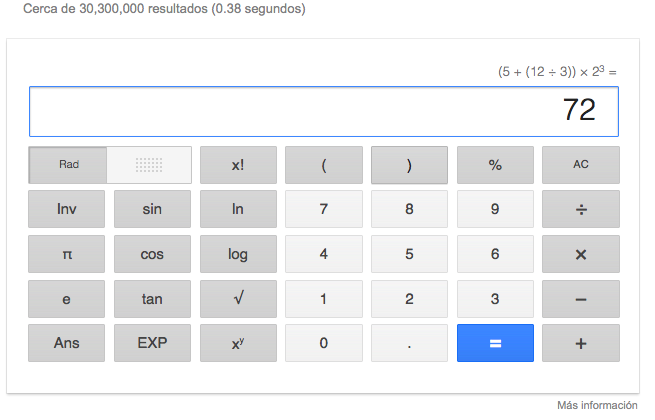 Cerca de 30,300,000 resultados (0.38 segundos)
(5 + (12 ÷ 3)) × 2³ =
72
Rad x! ( ) % AC
Inv sin ln 7 8 9 ÷
π cos log 4 5 6 ×
e tan √ 1 2 3 −
Ans EXP xʸ 0 . = +
Más información